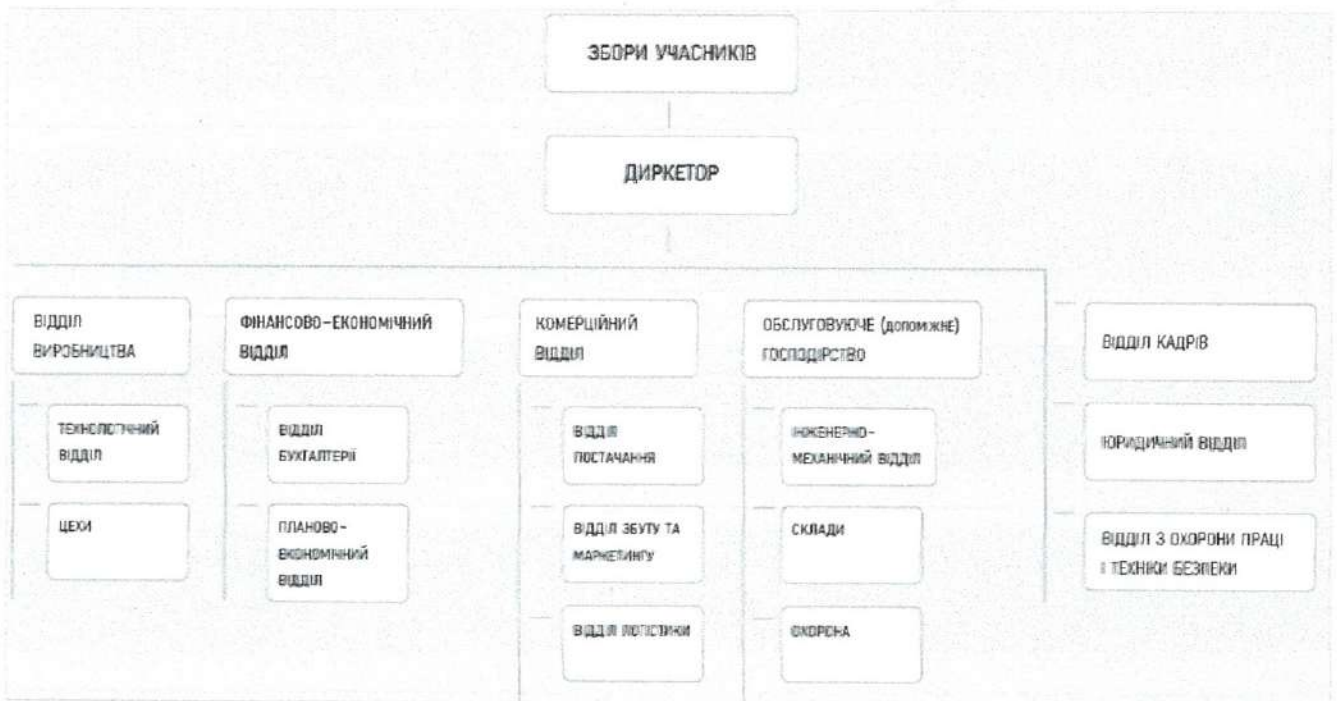 ЗБОРИ УЧАСНИКІВ
ДИРКЕТОР
ВІДДІЛ
ВИРОБНИЦТВА
ФІНАНСОВО-ЕКОНОМІЧНИЙ
ВІДДІЛ
КОМЕРЦІЙНИЙ
ВІДДІЛ
ОБСЛУГОВУЮЧЕ (допоміжне)
ГОСПОДІРСТВО
ВІДДІЛ КАДРІВ
ТЕХНОЛОГІЧНИЙ
ВІДДІЛ
ВІДДІЛ
БУХГАЛТЕРІЇ
ВІДДІЛ
ПОСТАЧАННЯ
ІНЖЕНЕРНО-
МЕХАНІЧНИЙ ВІДДІЛ
ЮРИДИЧНИЙ ВІДДІЛ
ЦЕХИ
ПЛАНОВО-
ЕКОНОМІЧНИЙ
ВІДДІЛ
ВІДДІЛ ЗБУТУ ТА
МАРКЕТИНГУ
СКЛАДИ
ВІДДІЛ З ОХОРОНИ ПРАЦІ
І ТЕХНІКИ БЕЗПЕКИ
ВІДДІЛ ЛОГІСТИКИ
ОХОРОНА